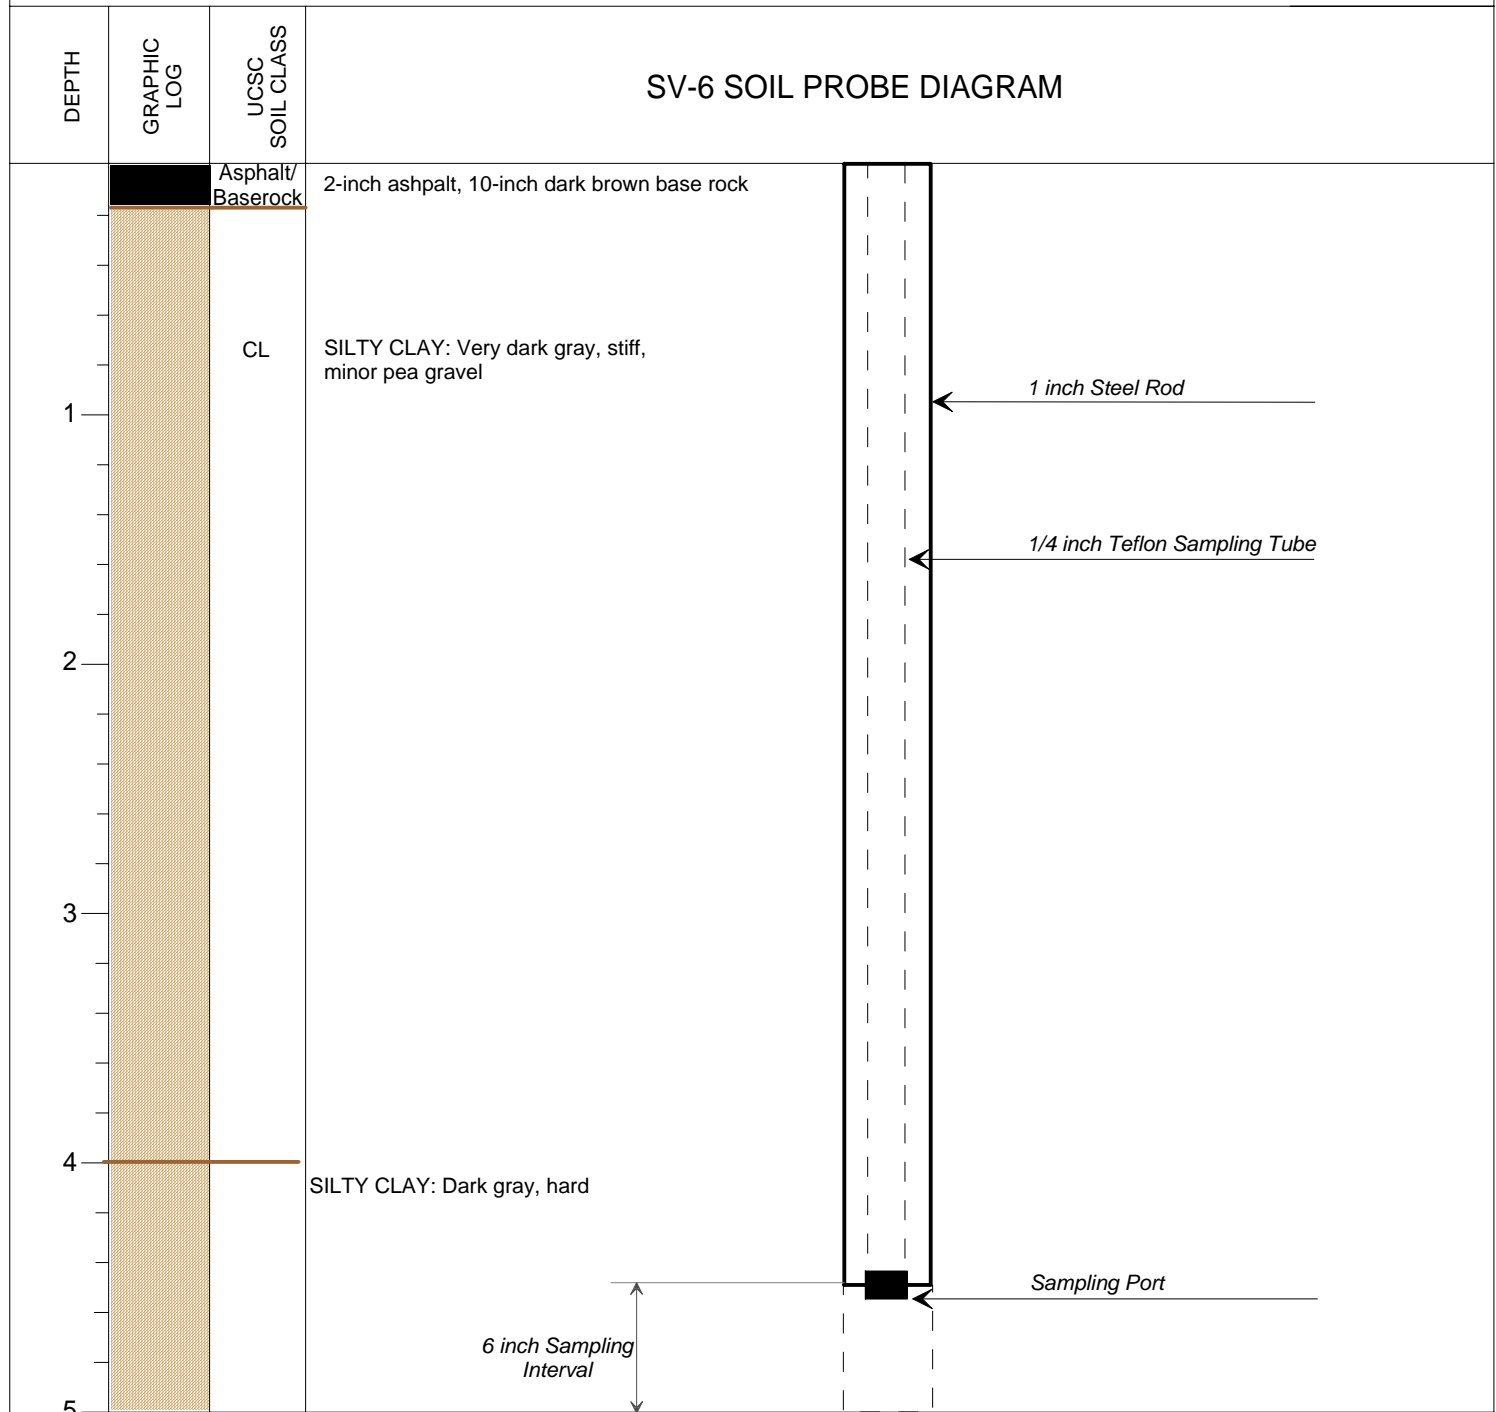 DEPTH
GRAPHIC
LOG
UCSC
SOIL CLASS
SV-6 SOIL PROBE DIAGRAM
Asphalt/
Baserock
2-inch ashpalt, 10-inch dark brown base rock
CL
SILTY CLAY: Very dark gray, stiff,
minor pea gravel
1 inch Steel Rod
1
1/4 inch Teflon Sampling Tube
2
3
4
SILTY CLAY: Dark gray, hard
Sampling Port
6 inch Sampling
Interval
5